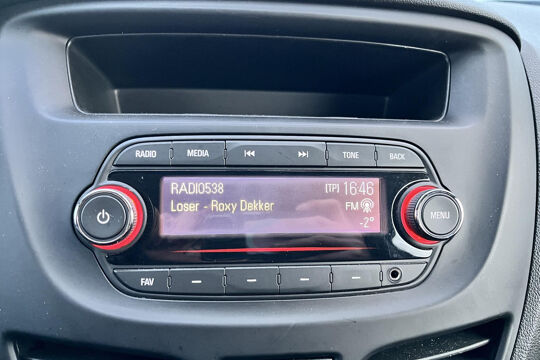 RADIO MEDIA TONE BACK
RADIO538 [TP] 16:46
Loser - Roxy Dekker FM
-2°
MENU
FAV